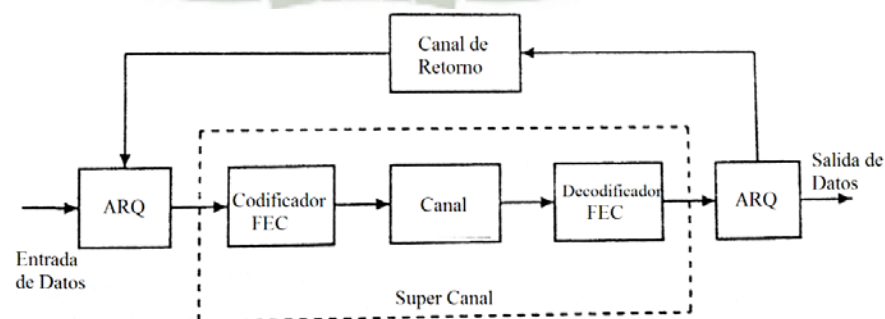 Canal de
Retorno
ARQ
Codificador
FEC
Canal
Decodificador
FEC
ARQ
Salida de
Datos
Entrada
de Datos
Super Canal